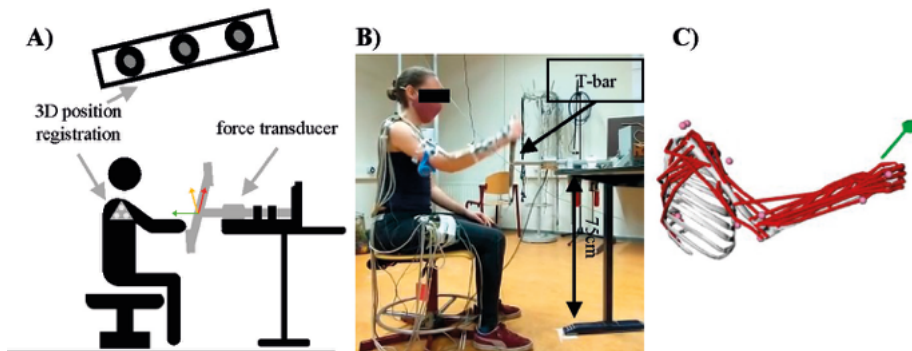 A)
3D position
registration
force transducer
B)
T-bar
75cm
C)